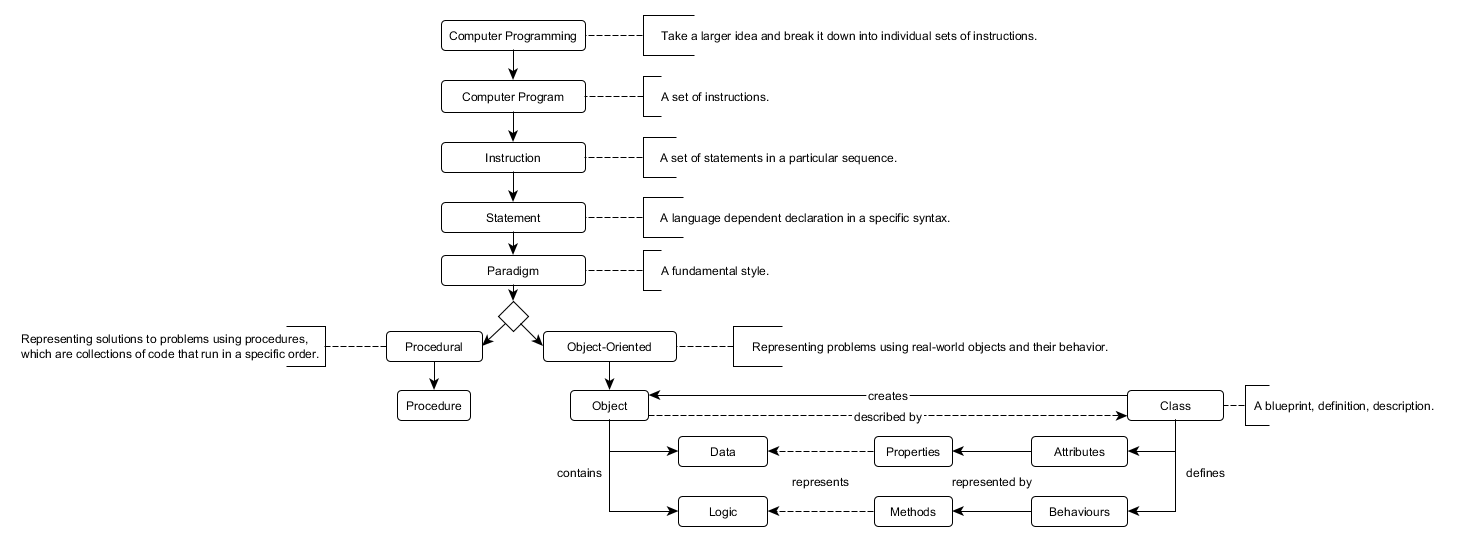 Computer Programming
Take a larger idea and break it down into individual sets of instructions.
Computer Program
A set of instructions.
Instruction
A set of statements in a particular sequence.
Statement
A language dependent declaration in a specific syntax.
Paradigm
A fundamental style.
Representing solutions to problems using procedures,
which are collections of code that run in a specific order.
Procedural
Object-Oriented
Representing problems using real-world objects and their behavior.
Procedure
Object
creates
described by
Class
A blueprint, definition, description.
contains
Data
Properties
Attributes
represents
represented by
defines
Logic
Methods
Behaviours